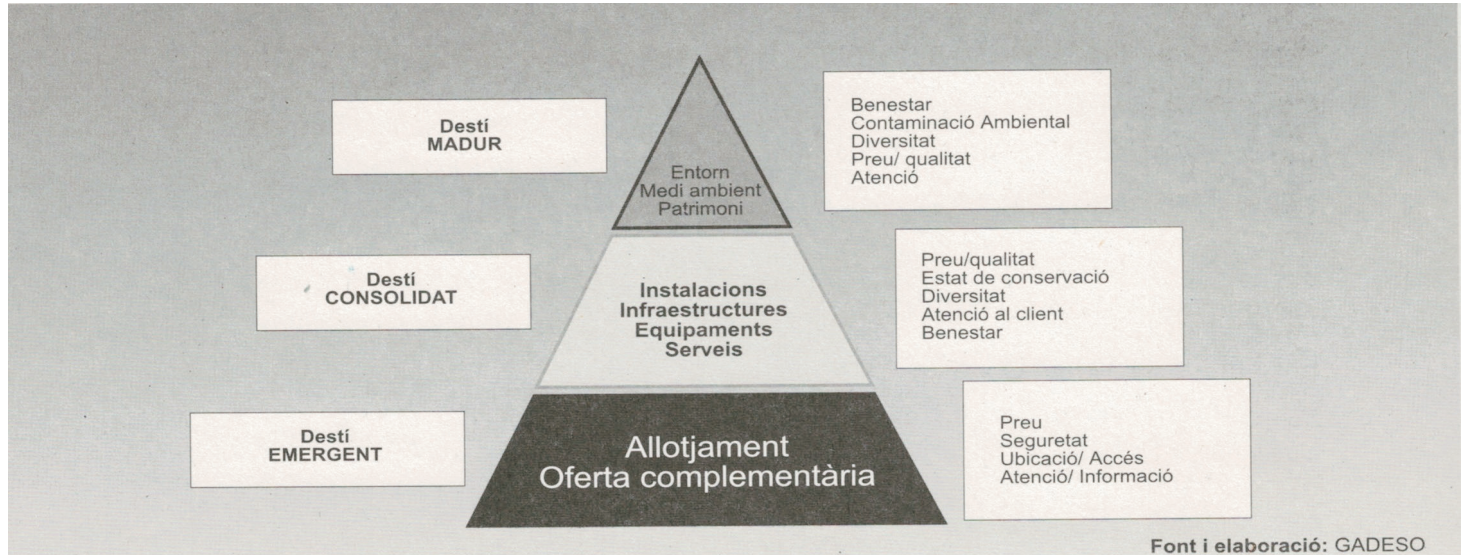 Destí
MADUR
Entorn
Medi ambient
Patrimoni
Benestar
Contaminació Ambiental
Diversitat
Preu/ qualitat
Atenció
Destí
CONSOLIDAT
Instalacions
Infraestructures
Equipaments
Serveis
Preu/qualitat
Estat de conservació
Diversitat
Atenció al client
Benestar
Destí
EMERGENT
Allotjament
Oferta complementària
Preu
Seguretat
Ubicació/ Accés
Atenció/ Informació
Font i elaboració: GADESO